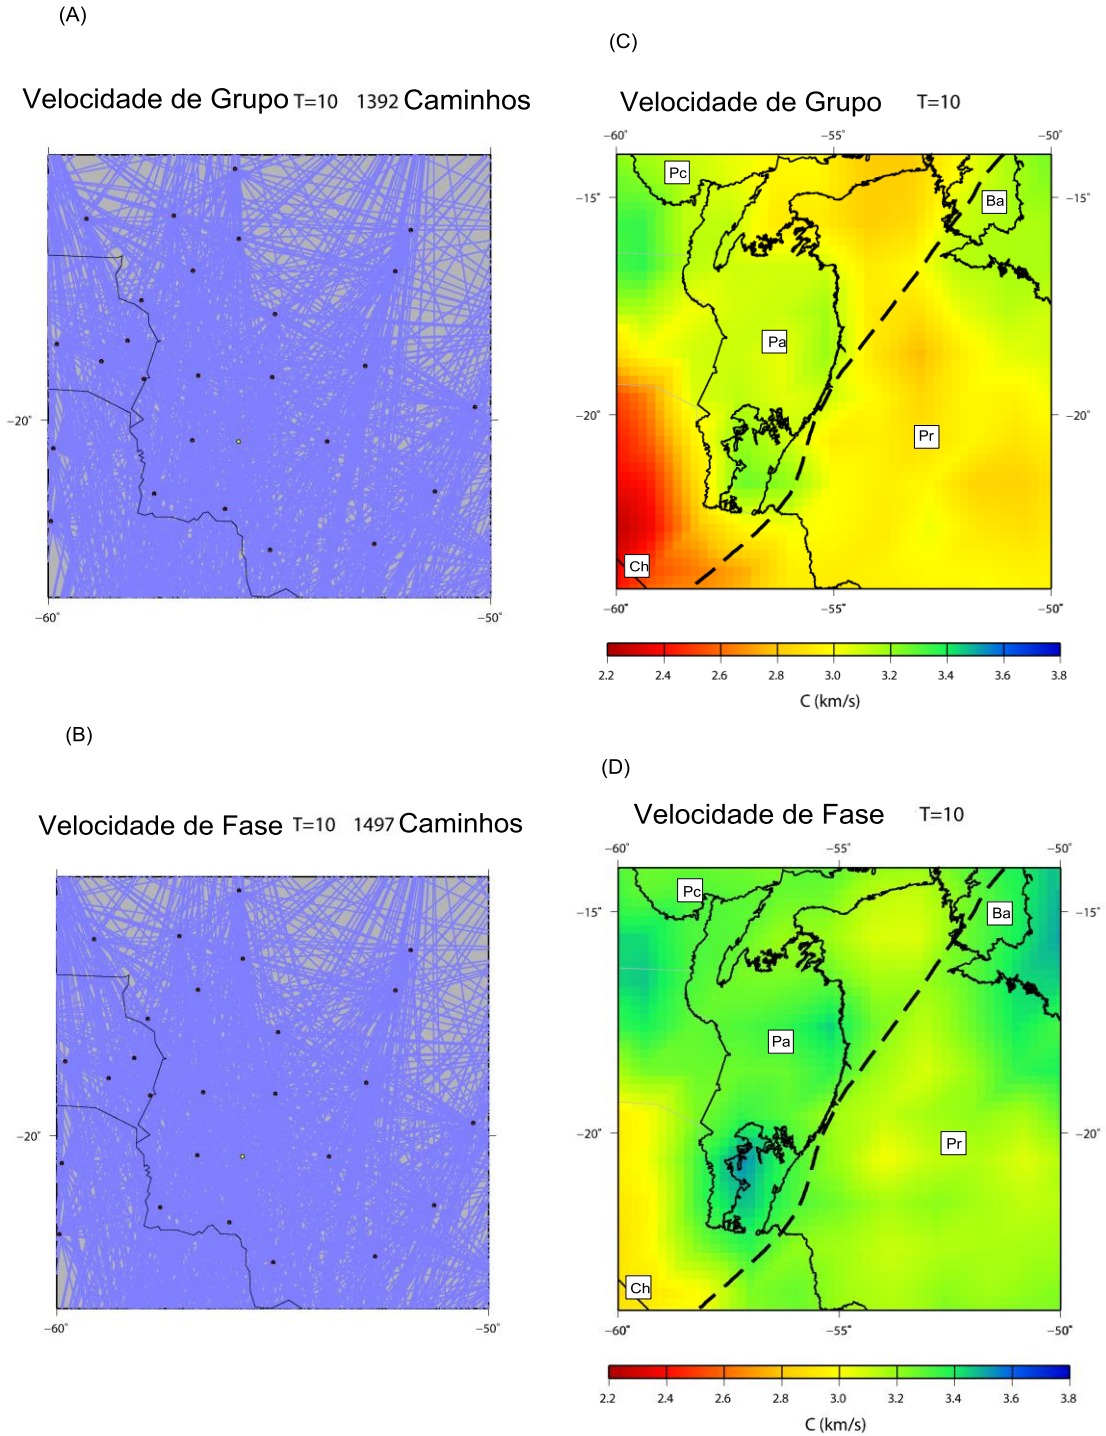 (A)
Velocidade de Grupo T=10 1392 Caminhos
−20°
−60° −50°
(C)
Velocidade de Grupo T=10
−60° −55° −50°
−15° −15°
−20° −20°
−60° −55° −50°
Pc
Ba
Pa
Pr
Ch
2.2 2.4 2.6 2.8 3.0 3.2 3.4 3.6 3.8
C (km/s)
(B)
Velocidade de Fase T=10 1497 Caminhos
−20°
−60° −50°
(D)
Velocidade de Fase T=10
−60° −55° −50°
−15° −15°
−20° −20°
−60° −55° −50°
Pc
Ba
Pa
Pr
Ch
2.2 2.4 2.6 2.8 3.0 3.2 3.4 3.6 3.8
C (km/s)